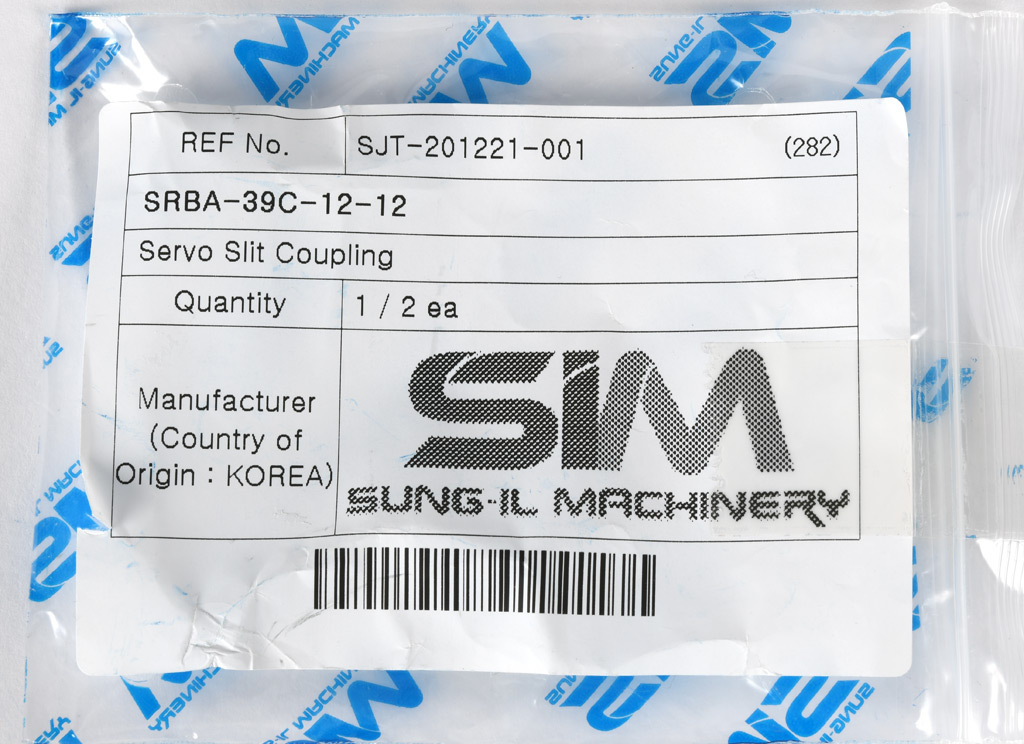 REF No. SJT-201221-001 (282)
SRBA-39C-12-12
Servo Slit Coupling
Quantity 1 / 2 ea
Manufacturer
(Country of
Origin : KOREA)
SIM
SUNG-IL MACHINERY